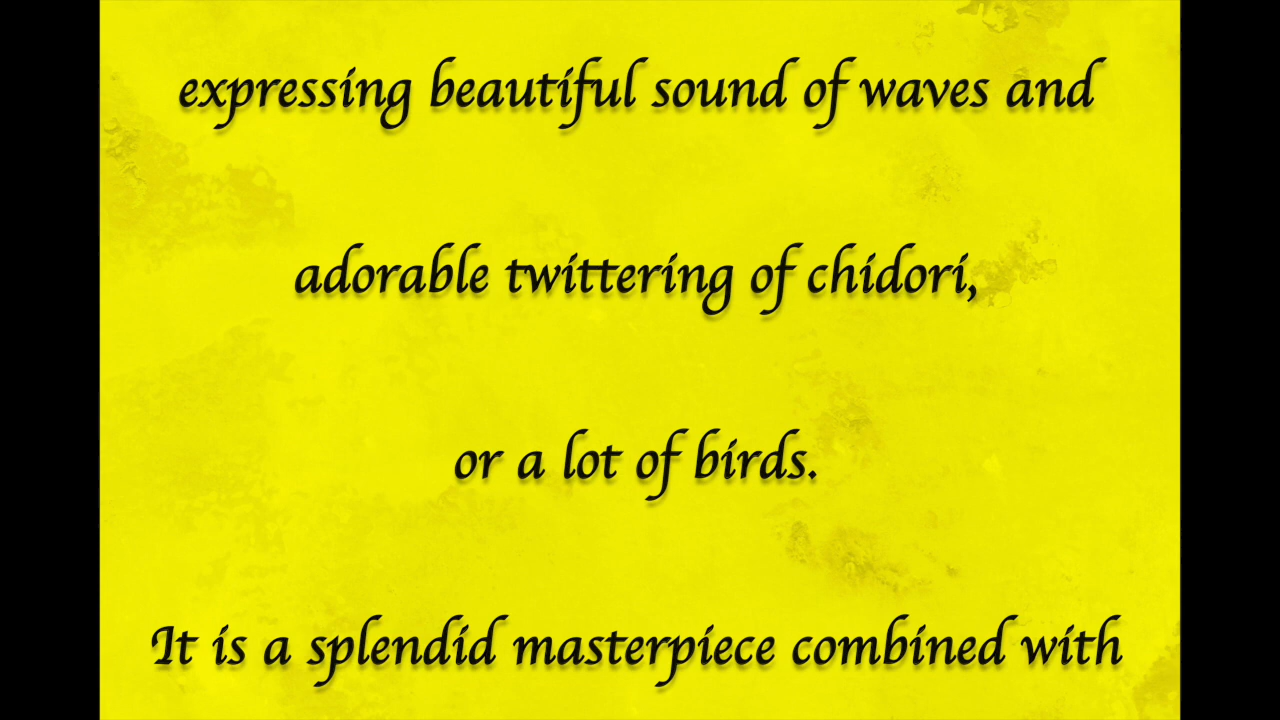 expressing beautiful sound of waves and
adorable twittering of chidori,
or a lot of birds.
It is a splendid masterpiece combined with